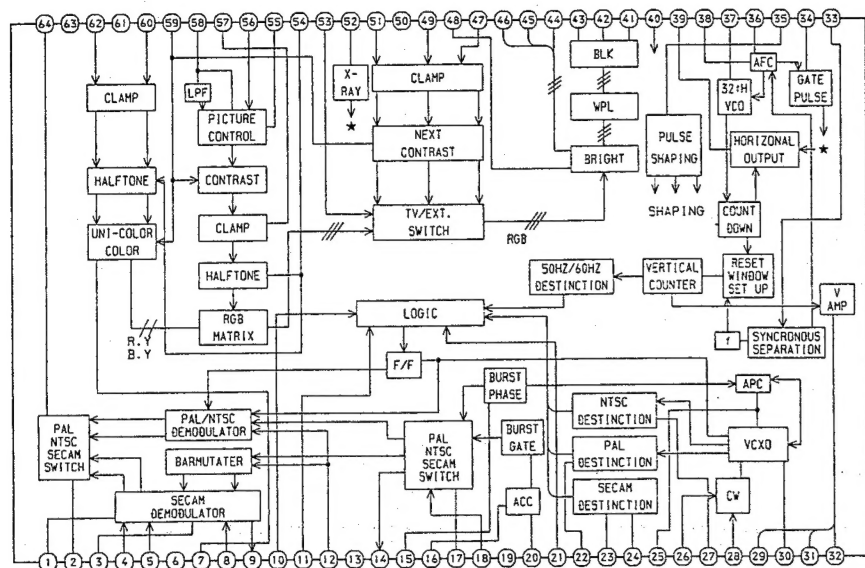 64 63 62 61 60 59 58 57 56 55 54 53 52 51 50 49 48 47 46 45 44 43 42 41 40 39 38 37 36 35 34 33
CLAMP
LPF
PICTURE
CONTROL
X-
RAY
★
CLAMP
BLK
WPL
BRIGHT
PULSE
SHAPING
SHAPING
32fH
VCO
AFC
GATE
PULSE
HORIZONAL
OUTPUT
★
NEXT
CONTRAST
HALFTONE
CONTRAST
UNI-COLOR
COLOR
CLAMP
TV/EXT.
SWITCH
RGB
COUNT
DOWN
HALFTONE
50HZ/60HZ
DESTINCTION
VERTICAL
COUNTER
RESET
WINDOW
SET UP
V
AMP
RGB
MATRIX
R.Y
B.Y
LOGIC
f
SYNCRONOUS
SEPARATION
F/F
BURST
PHASE
APC
PAL
NTSC
SECAM
SWITCH
PAL/NTSC
DEMODULATOR
PAL
NTSC
SECAM
SWITCH
BURST
GATE
NTSC
DESTINCTION
PAL
DESTINCTION
SECAM
DESTINCTION
VCXO
BARMUTATER
SECAM
DEMODULATOR
ACC
CW
1 2 3 4 5 6 7 8 9 10 11 12 13 14 15 16 17 18 19 20 21 22 23 24 25 26 27 28 29 30 31 32